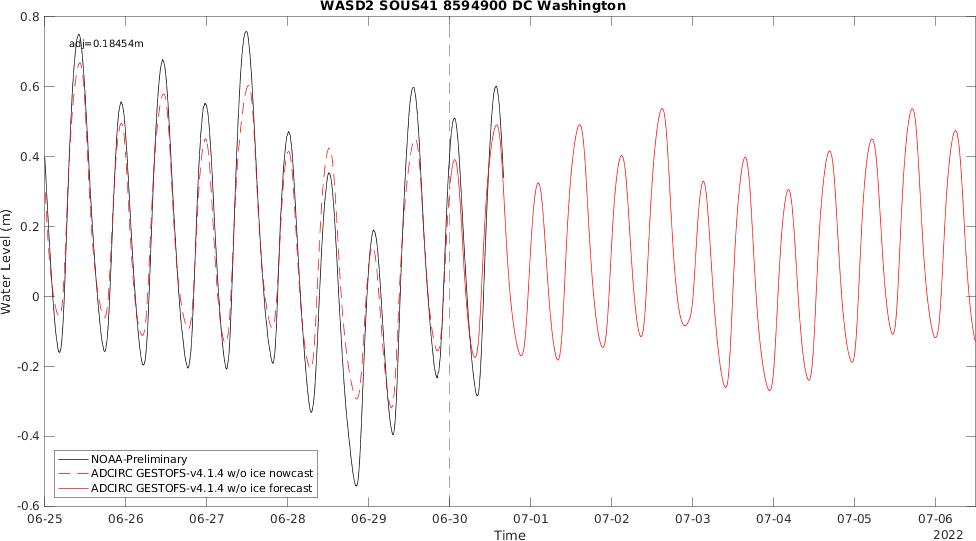 WASD2 SOUS41 8594900 DC Washington
adj=0.18454m
0.8
0.6
0.4
0.2
0
-0.2
-0.4
-0.6
Water Level (m)
NOAA-Preliminary
ADCIRC GESTOFS-v4.1.4 w/o ice nowcast
ADCIRC GESTOFS-v4.1.4 w/o ice forecast
06-25 06-26 06-27 06-28 06-29 06-30 07-01 07-02 07-03 07-04 07-05 07-06
Time
2022